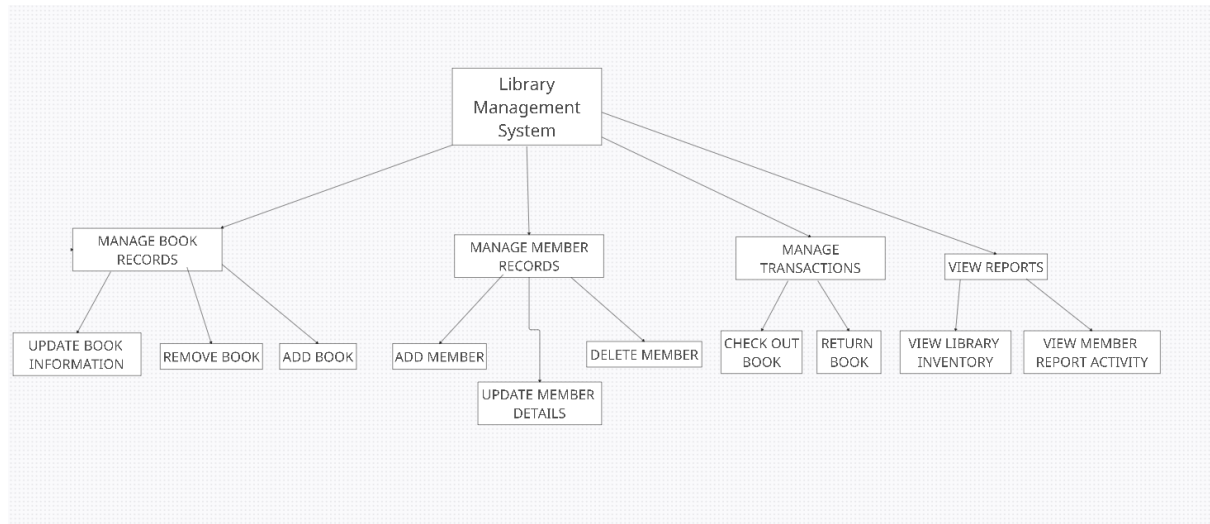 Library
Management
System
MANAGE BOOK
RECORDS
MANAGE MEMBER
RECORDS
MANAGE
TRANSACTIONS
VIEW REPORTS
UPDATE BOOK
INFORMATION
REMOVE BOOK
ADD BOOK
ADD MEMBER
UPDATE MEMBER
DETAILS
DELETE MEMBER
CHECK OUT
BOOK
RETURN
BOOK
VIEW LIBRARY
INVENTORY
VIEW MEMBER
REPORT ACTIVITY